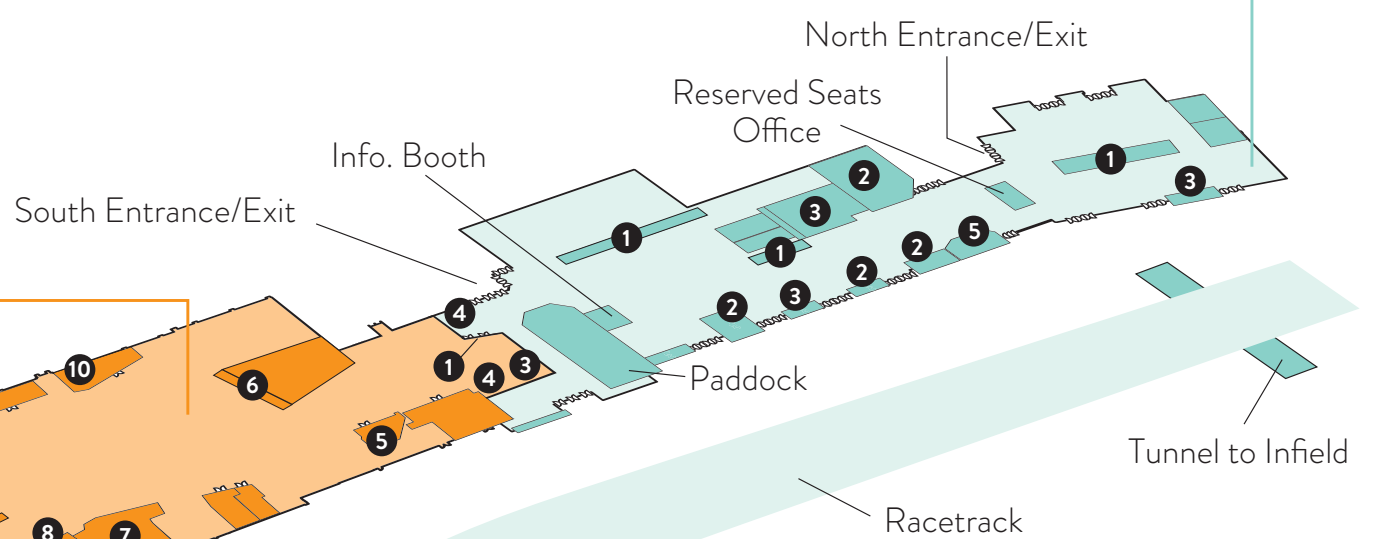 North Entrance/Exit
Reserved Seats
Office
Info. Booth
South Entrance/Exit
1
3
2
3
1
1
5
2
2
3
2
4
1
3
4
10
6
5
8
7
Paddock
Tunnel to Infield
Racetrack